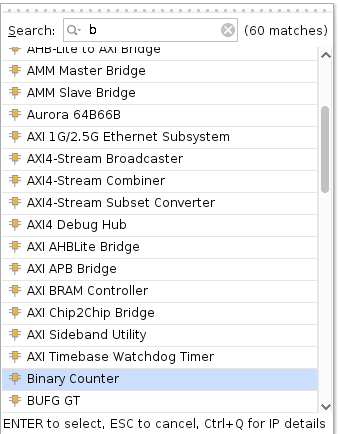 Search: b (60 matches)
AHB-Lite to AXI Bridge
AMM Master Bridge
AMM Slave Bridge
Aurora 64B66B
AXI 1G/2.5G Ethernet Subsystem
AXI4-Stream Broadcaster
AXI4-Stream Combiner
AXI4-Stream Subset Converter
AXI4 Debug Hub
AXI AHBLite Bridge
AXI APB Bridge
AXI BRAM Controller
AXI Chip2Chip Bridge
AXI Sideband Utility
AXI Timebase Watchdog Timer
Binary Counter
BUFG GT
ENTER to select, ESC to cancel, Ctrl+Q for IP details